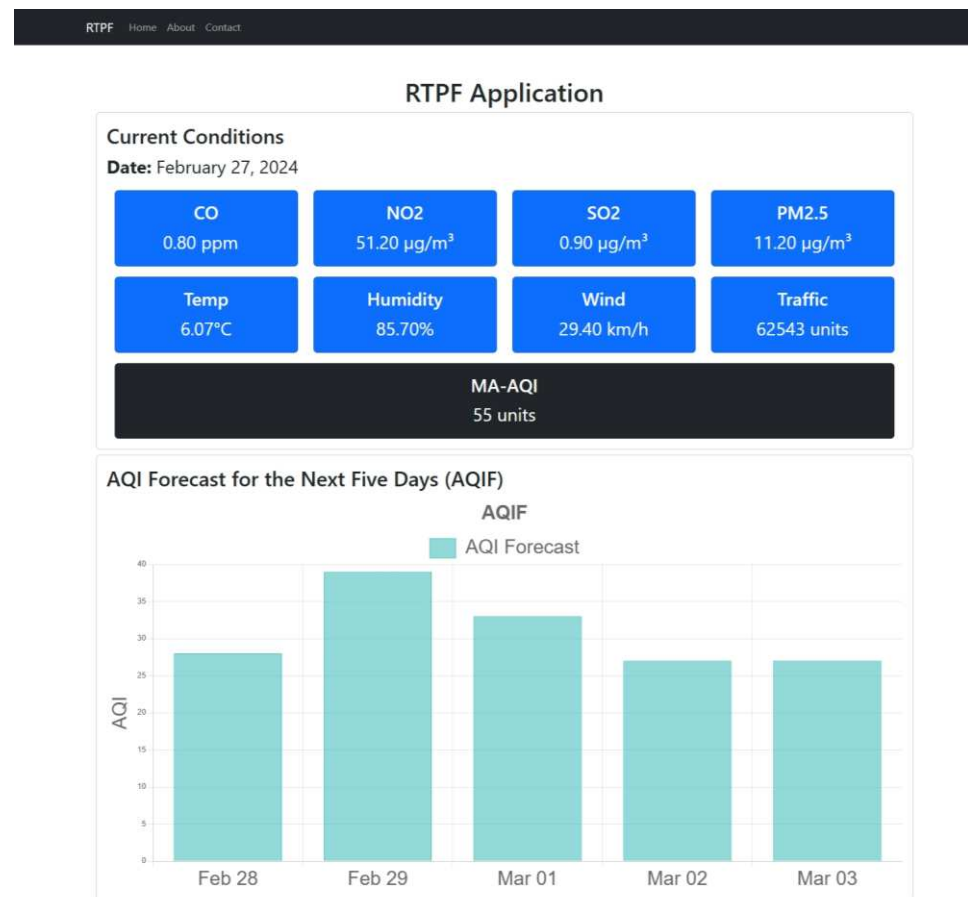 RTPF Home About Contact
RTPF Application
Current Conditions
Date: February 27, 2024
CO NO2 SO2 PM2.5
0.80 ppm 51.20 µg/m³ 0.90 µg/m³ 11.20 µg/m³
Temp Humidity Wind Traffic
6.07°C 85.70% 29.40 km/h 62543 units
MA-AQI
55 units
AQI Forecast for the Next Five Days (AQIF)
AQIF
AQI Forecast
40
35
30
25
20
15
10
5
0
AQI
Feb 28 Feb 29 Mar 01 Mar 02 Mar 03